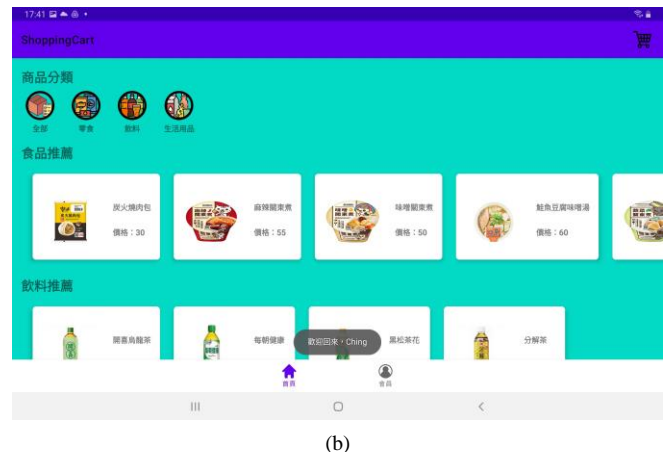 17:41
ShoppingCart
商品分類
全部 零食 飲料 生活用品
食品推薦
炭火燒肉包 麻辣關東煮 味噌關東煮 鮭魚豆腐味噌湯
價格：30 價格：55 價格：50 價格：60
飲料推薦
開喜烏龍茶 每朝健康 黑松茶花 分解茶
歡迎回來，Ching
首頁 會員
(b)